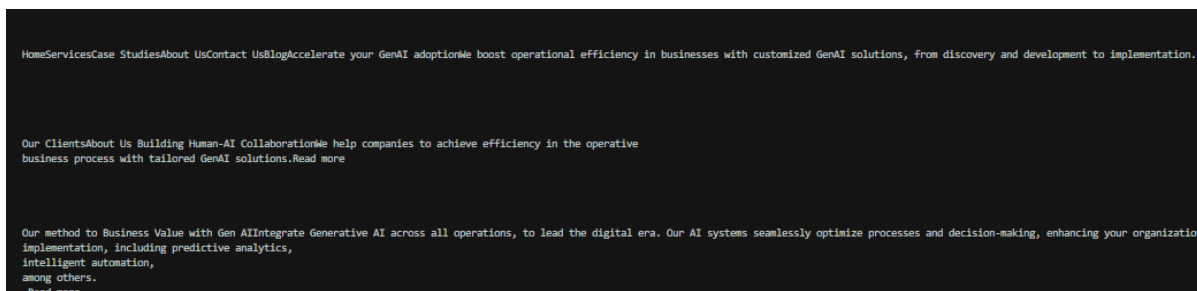 HomeServicesCase StudiesAbout UsContact UsBlogAccelerate your GenAI adoptionWe boost operational efficiency in businesses with customized GenAI solutions, from discovery and development to implementation.
Our ClientsAbout Us Building Human-AI CollaborationWe help companies to achieve efficiency in the operative
business process with tailored GenAI solutions.Read more
Our method to Business Value with Gen AIIntegrate Generative AI across all operations, to lead the digital era. Our AI systems seamlessly optimize processes and decision-making, enhancing your organizatio
implementation, including predictive analytics,
intelligent automation,
among others.
Read more